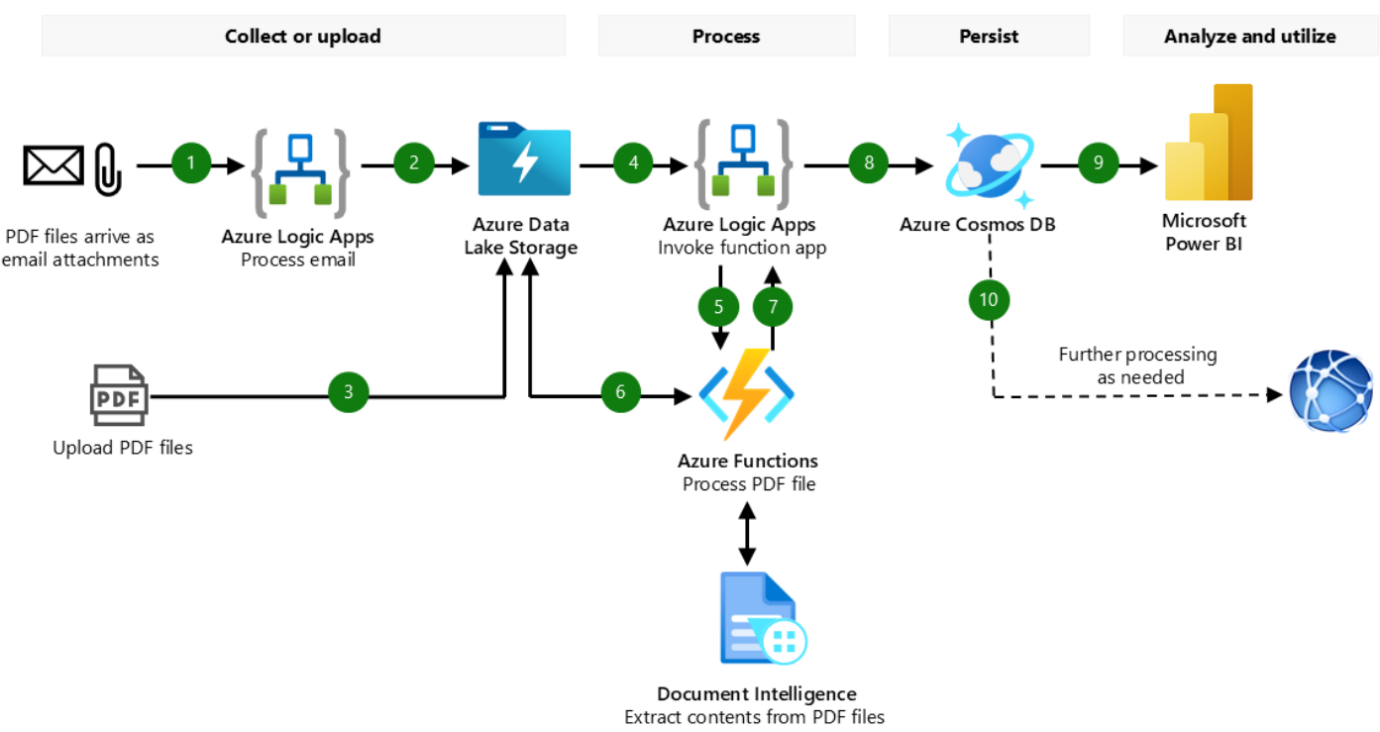 Collect or upload
Process
Persist
Analyze and utilize
1
2
4
8
9
PDF files arrive as
email attachments
Azure Logic Apps
Process email
Azure Data
Lake Storage
Azure Logic Apps
Invoke function app
Azure Cosmos DB
Microsoft
Power BI
5
7
10
3
6
PDF
Upload PDF files
Further processing
as needed
Azure Functions
Process PDF file
Document Intelligence
Extract contents from PDF files